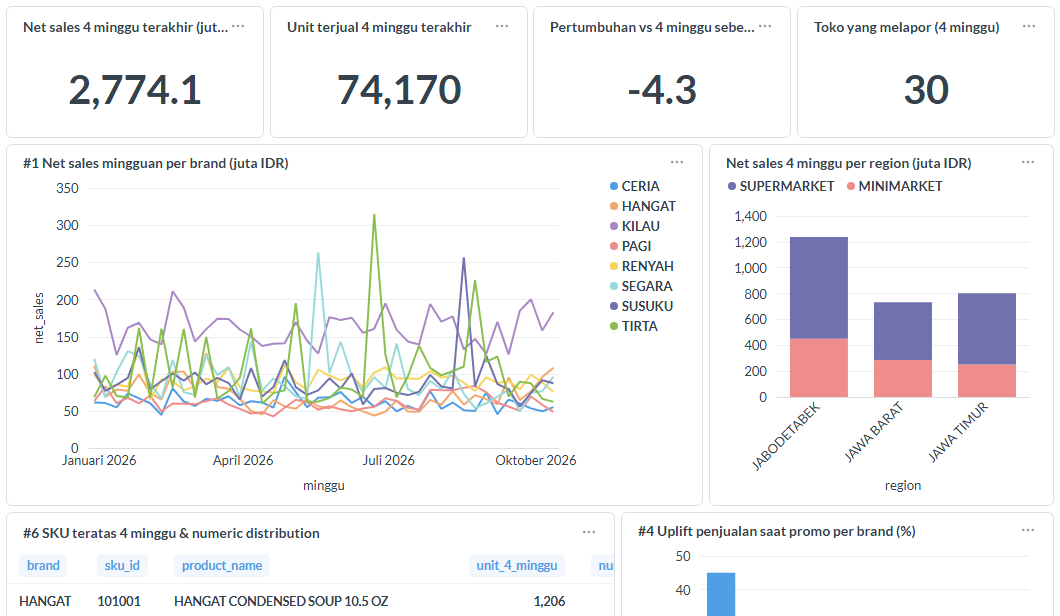 Net sales 4 minggu terakhir (jut...
2,774.1
Unit terjual 4 minggu terakhir
74,170
Pertumbuhan vs 4 minggu sebe...
-4.3
Toko yang melapor (4 minggu)
30
#1 Net sales mingguan per brand (juta IDR)
350
300
250
200
150
100
50
0
net_sales
Januari 2026
April 2026
Juli 2026
Oktober 2026
minggu
CERIA
HANGAT
KILAU
PAGI
RENYAH
SEGARA
SUSUKU
TIRTA
Net sales 4 minggu per region (juta IDR)
SUPERMARKET
MINIMARKET
1,400
1,200
1,000
800
600
400
200
0
JABODETABEK
JAWA BARAT
JAWA TIMUR
region
#6 SKU teratas 4 minggu & numeric distribution
brand sku_id product_name unit_4_minggu nu
HANGAT 101001 HANGAT CONDENSED SOUP 10.5 OZ 1,206
#4 Uplift penjualan saat promo per brand (%)
50
40